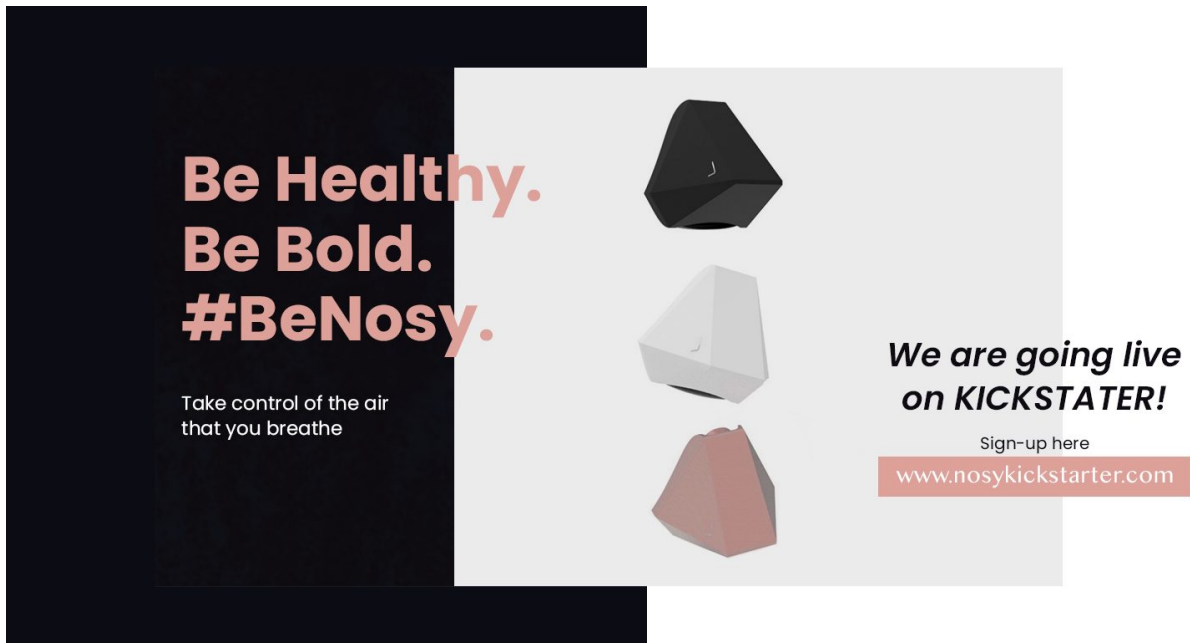 Be Healthy.
Be Bold.
#BeNosy.
Take control of the air
that you breathe
We are going live
on KICKSTATER!
Sign-up here
www.nosykickstarter.com